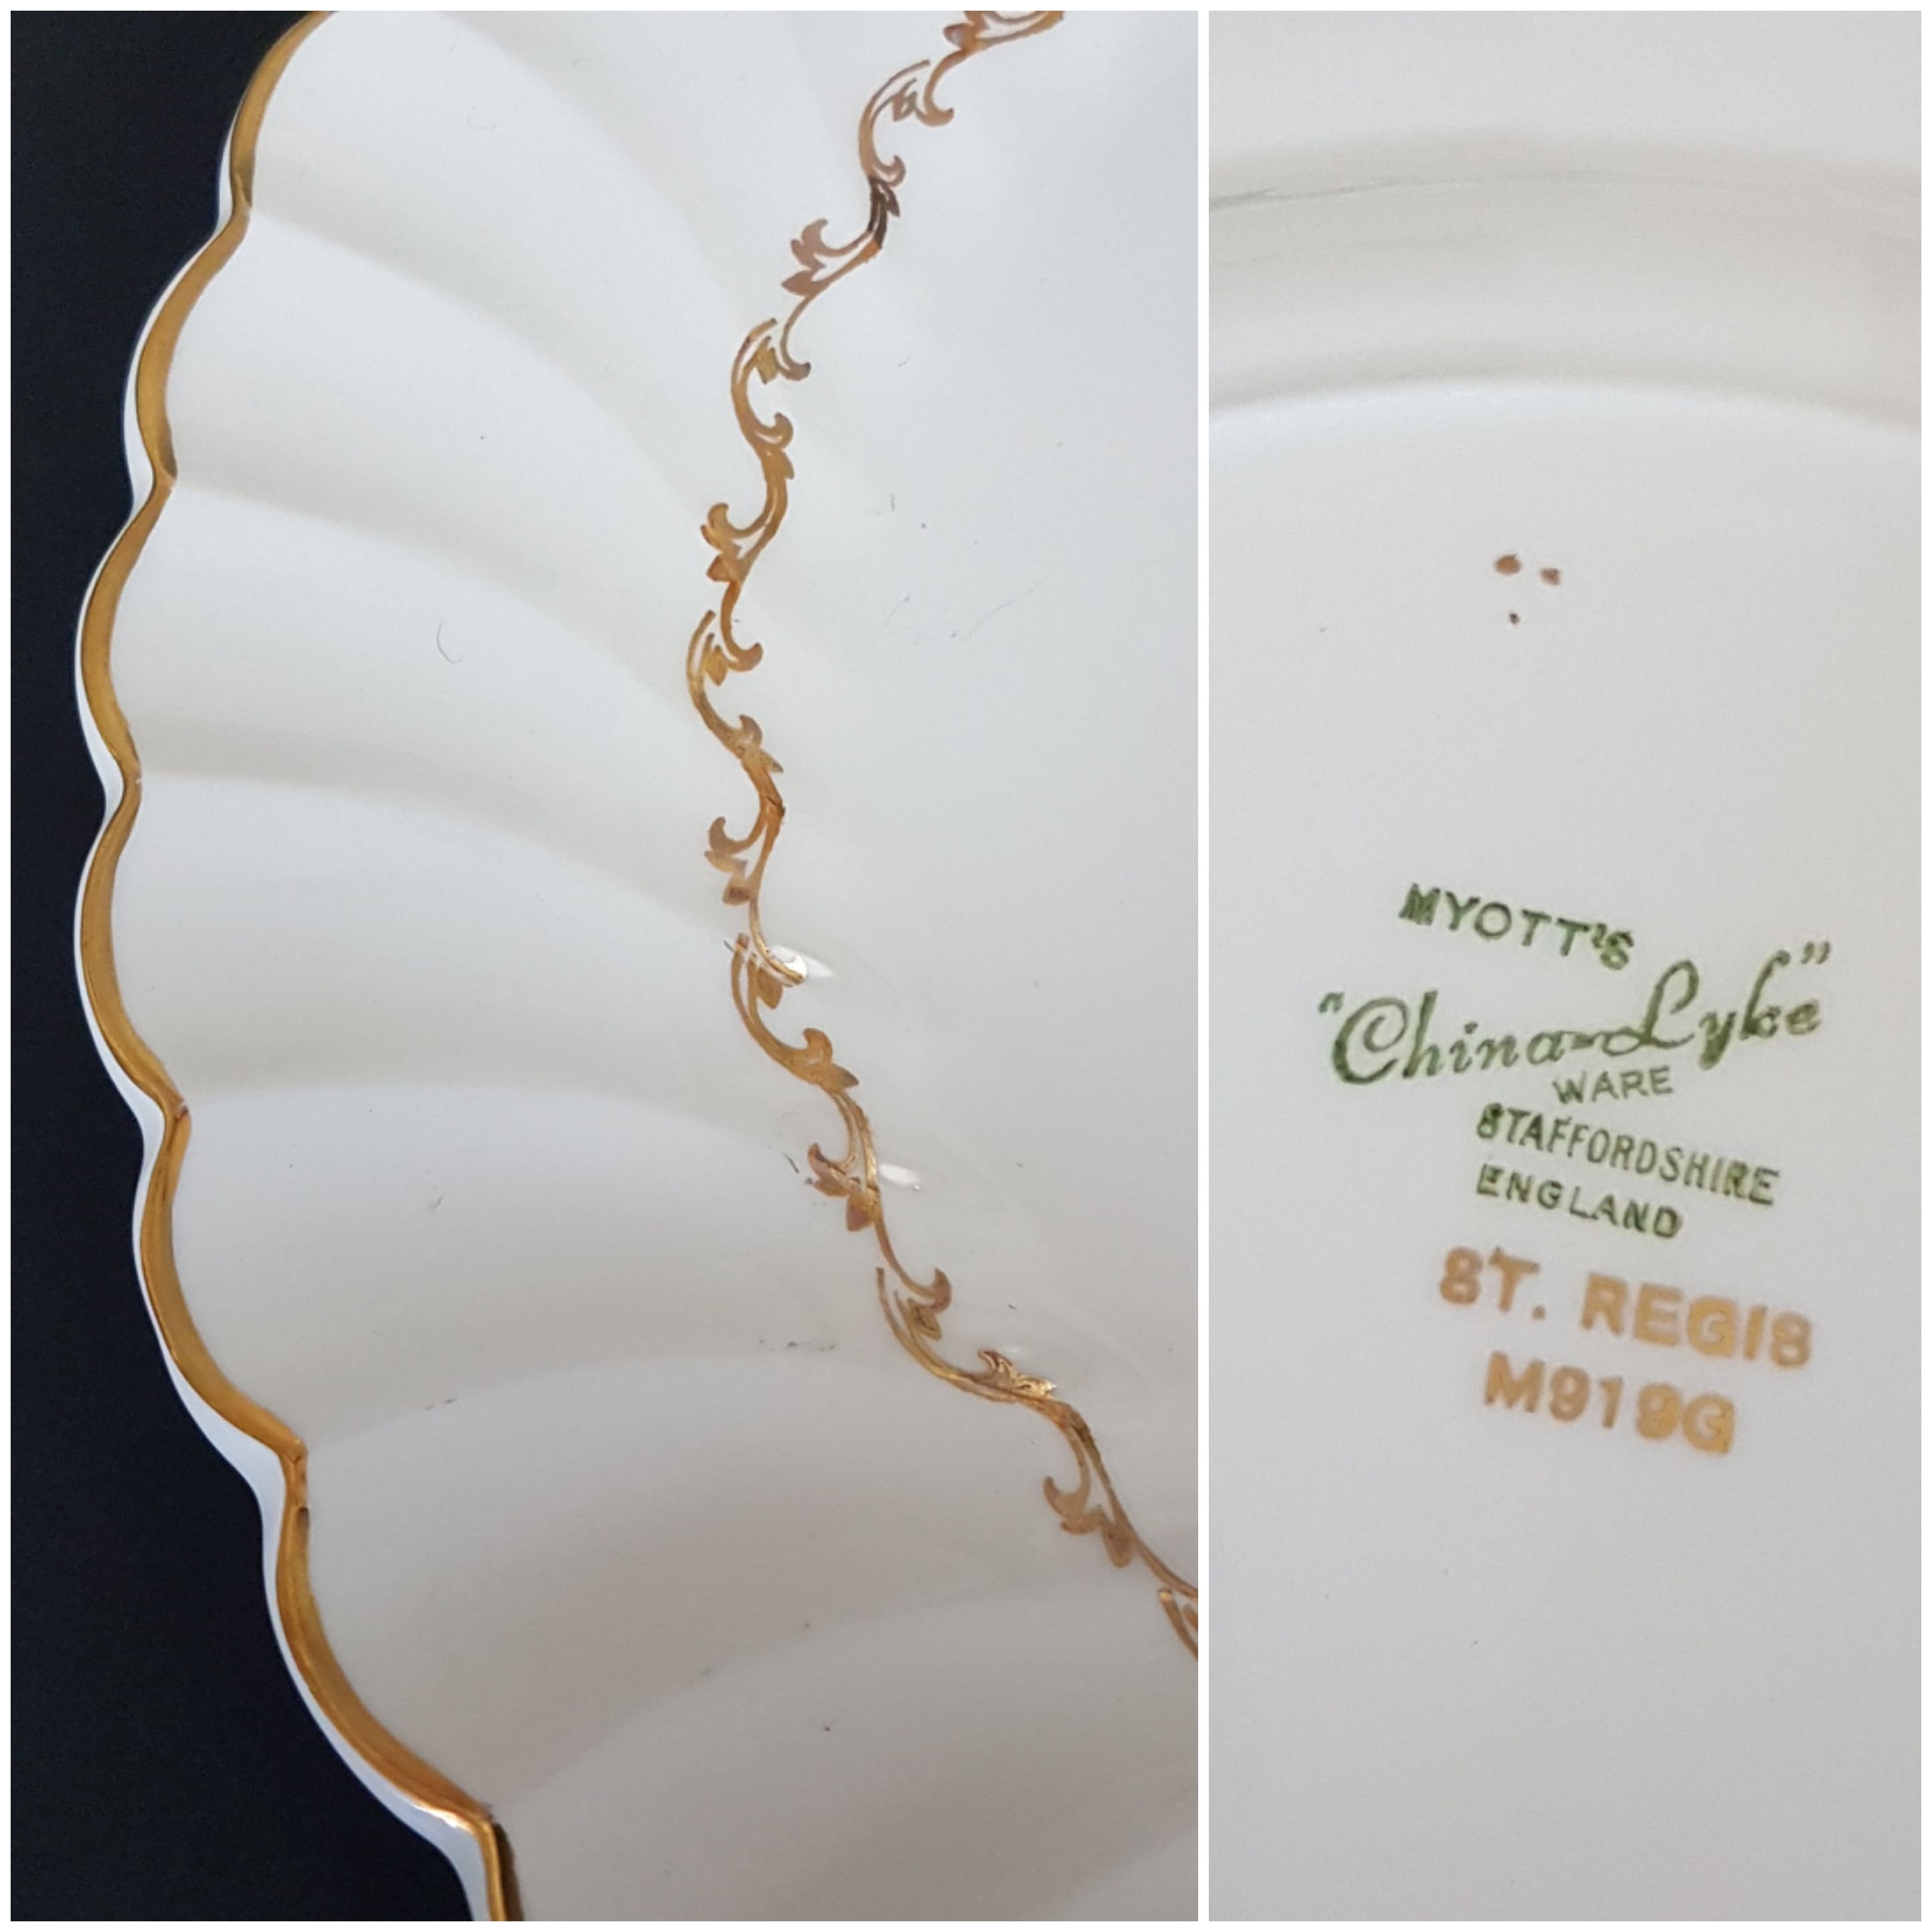 MYOTT'S
"China-Lyke"
WARE
STAFFORDSHIRE
ENGLAND
ST. REGIS
M919G